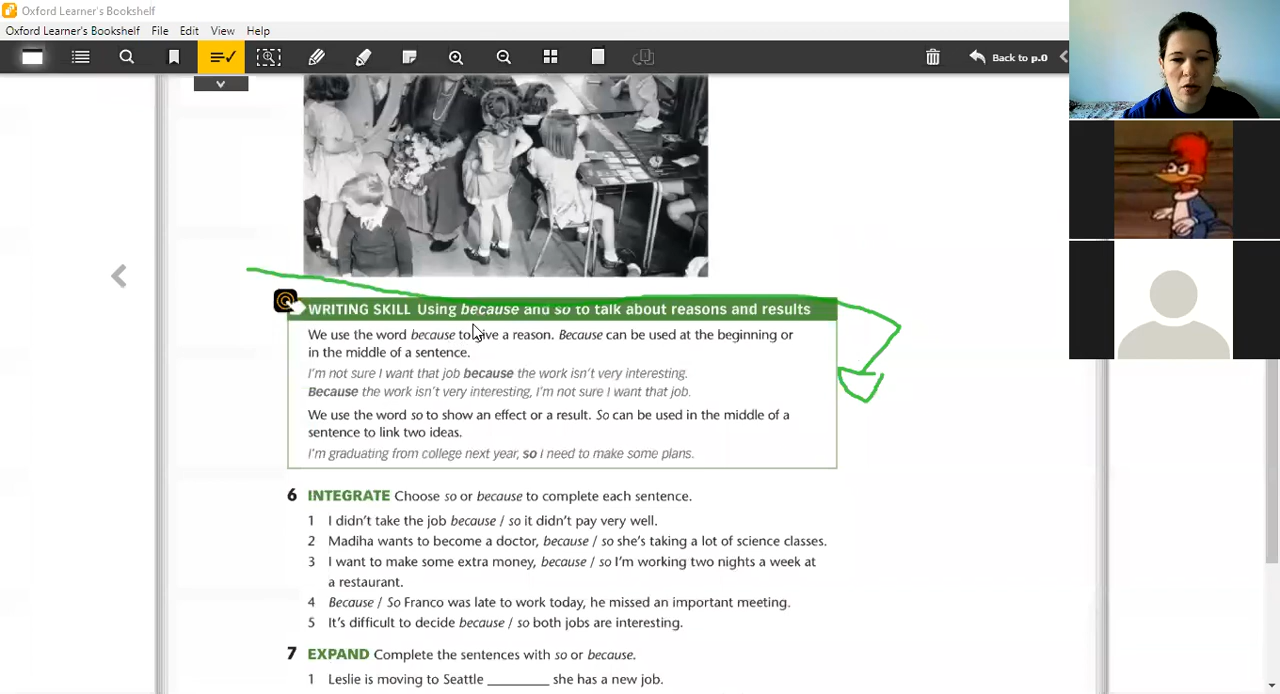 Oxford Learner's Bookshelf
Oxford Learner's Bookshelf File Edit View Help
Back to p.0
WRITING SKILL Using because and so to talk about reasons and results
We use the word because to give a reason. Because can be used at the beginning or
in the middle of a sentence.
I'm not sure I want that job because the work isn't very interesting.
Because the work isn't very interesting, I'm not sure I want that job.
We use the word so to show an effect or a result. So can be used in the middle of a
sentence to link two ideas.
I'm graduating from college next year, so I need to make some plans.
6 INTEGRATE Choose so or because to complete each sentence.
1 I didn't take the job because / so it didn't pay very well.
2 Madiha wants to become a doctor, because / so she's taking a lot of science classes.
3 I want to make some extra money, because / so I'm working two nights a week at
a restaurant.
4 Because / So Franco was late to work today, he missed an important meeting.
5 It's difficult to decide because / so both jobs are interesting.
7 EXPAND Complete the sentences with so or because.
1 Leslie is moving to Seattle _________ she has a new job.